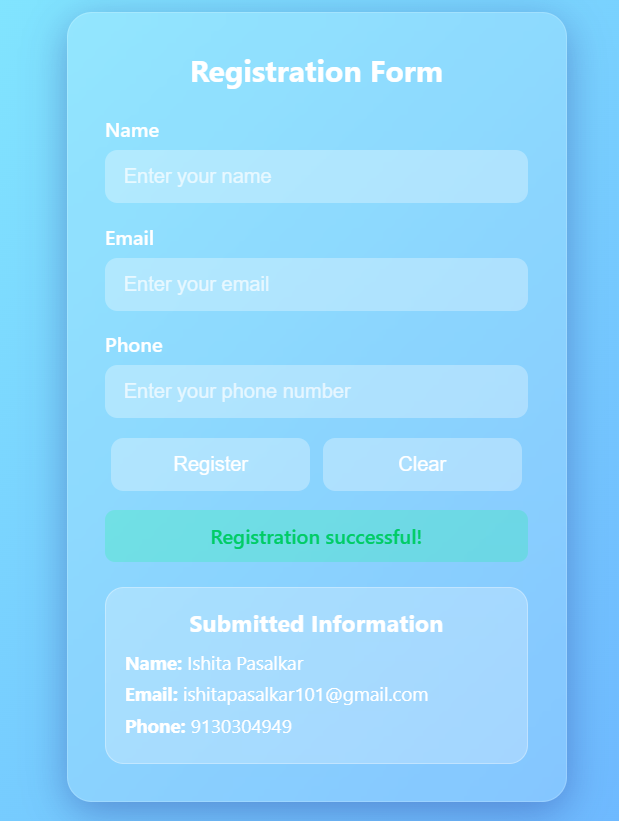 Registration Form
Name
Enter your name
Email
Enter your email
Phone
Enter your phone number
Register Clear
Registration successful!
Submitted Information
Name: Ishita Pasalkar
Email: ishitapasalkar101@gmail.com
Phone: 9130304949